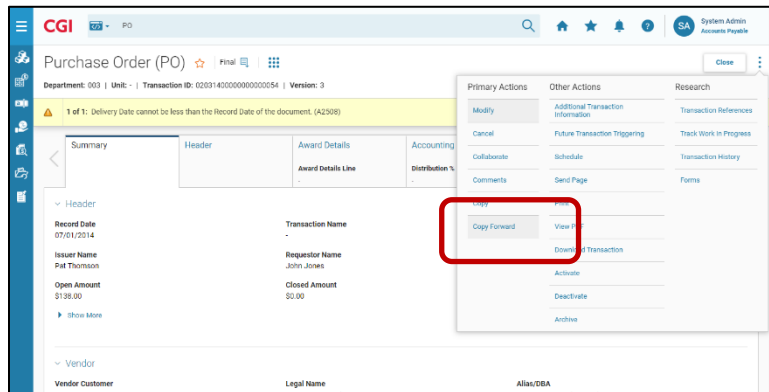 CGI
PO
System Admin
SA
Accounts Payable
Purchase Order (PO)
Final
Close
Department: 003 | Unit: - | Transaction ID: 02031400000000000054 | Version: 3
1 of 1: Delivery Date cannot be less than the Record Date of the document. (A2508)
Summary
Header
Award Details
Award Details Line
-
Accounting
Distribution %
-
Header
Record Date
07/01/2014
Transaction Name
-
Issuer Name
Pat Thomson
Requestor Name
John Jones
Open Amount
$138.00
Closed Amount
$0.00
Show More
Vendor
Vendor Customer
Legal Name
Alias/DBA
Primary Actions
Modify
Cancel
Collaborate
Comments
Copy
Copy Forward
Other Actions
Additional Transaction
Information
Future Transaction Triggering
Schedule
Send Page
Print
View PDF
Download Transaction
Activate
Deactivate
Archive
Research
Transaction References
Track Work in Progress
Transaction History
Forms